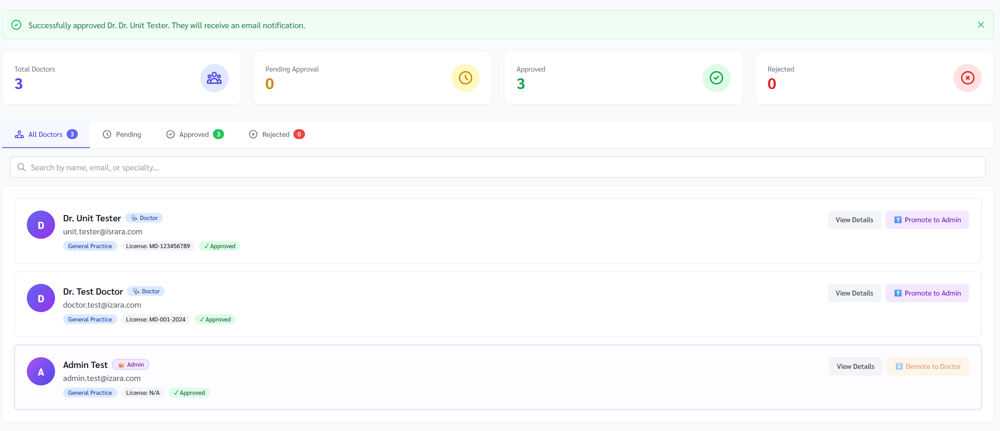 Successfully approved Dr. Dr. Unit Tester. They will receive an email notification.
Total Doctors
3
Pending Approval
0
Approved
3
Rejected
0
All Doctors 3
Pending
Approved 3
Rejected 0
Search by name, email, or specialty...
D
Dr. Unit Tester Doctor
unit.tester@israra.com
General Practice License: MD-123456789 ✓ Approved
View Details Promote to Admin
D
Dr. Test Doctor Doctor
doctor.test@izara.com
General Practice License: MD-001-2024 ✓ Approved
View Details Promote to Admin
A
Admin Test Admin
admin.test@izara.com
General Practice License: N/A ✓ Approved
View Details Demote to Doctor